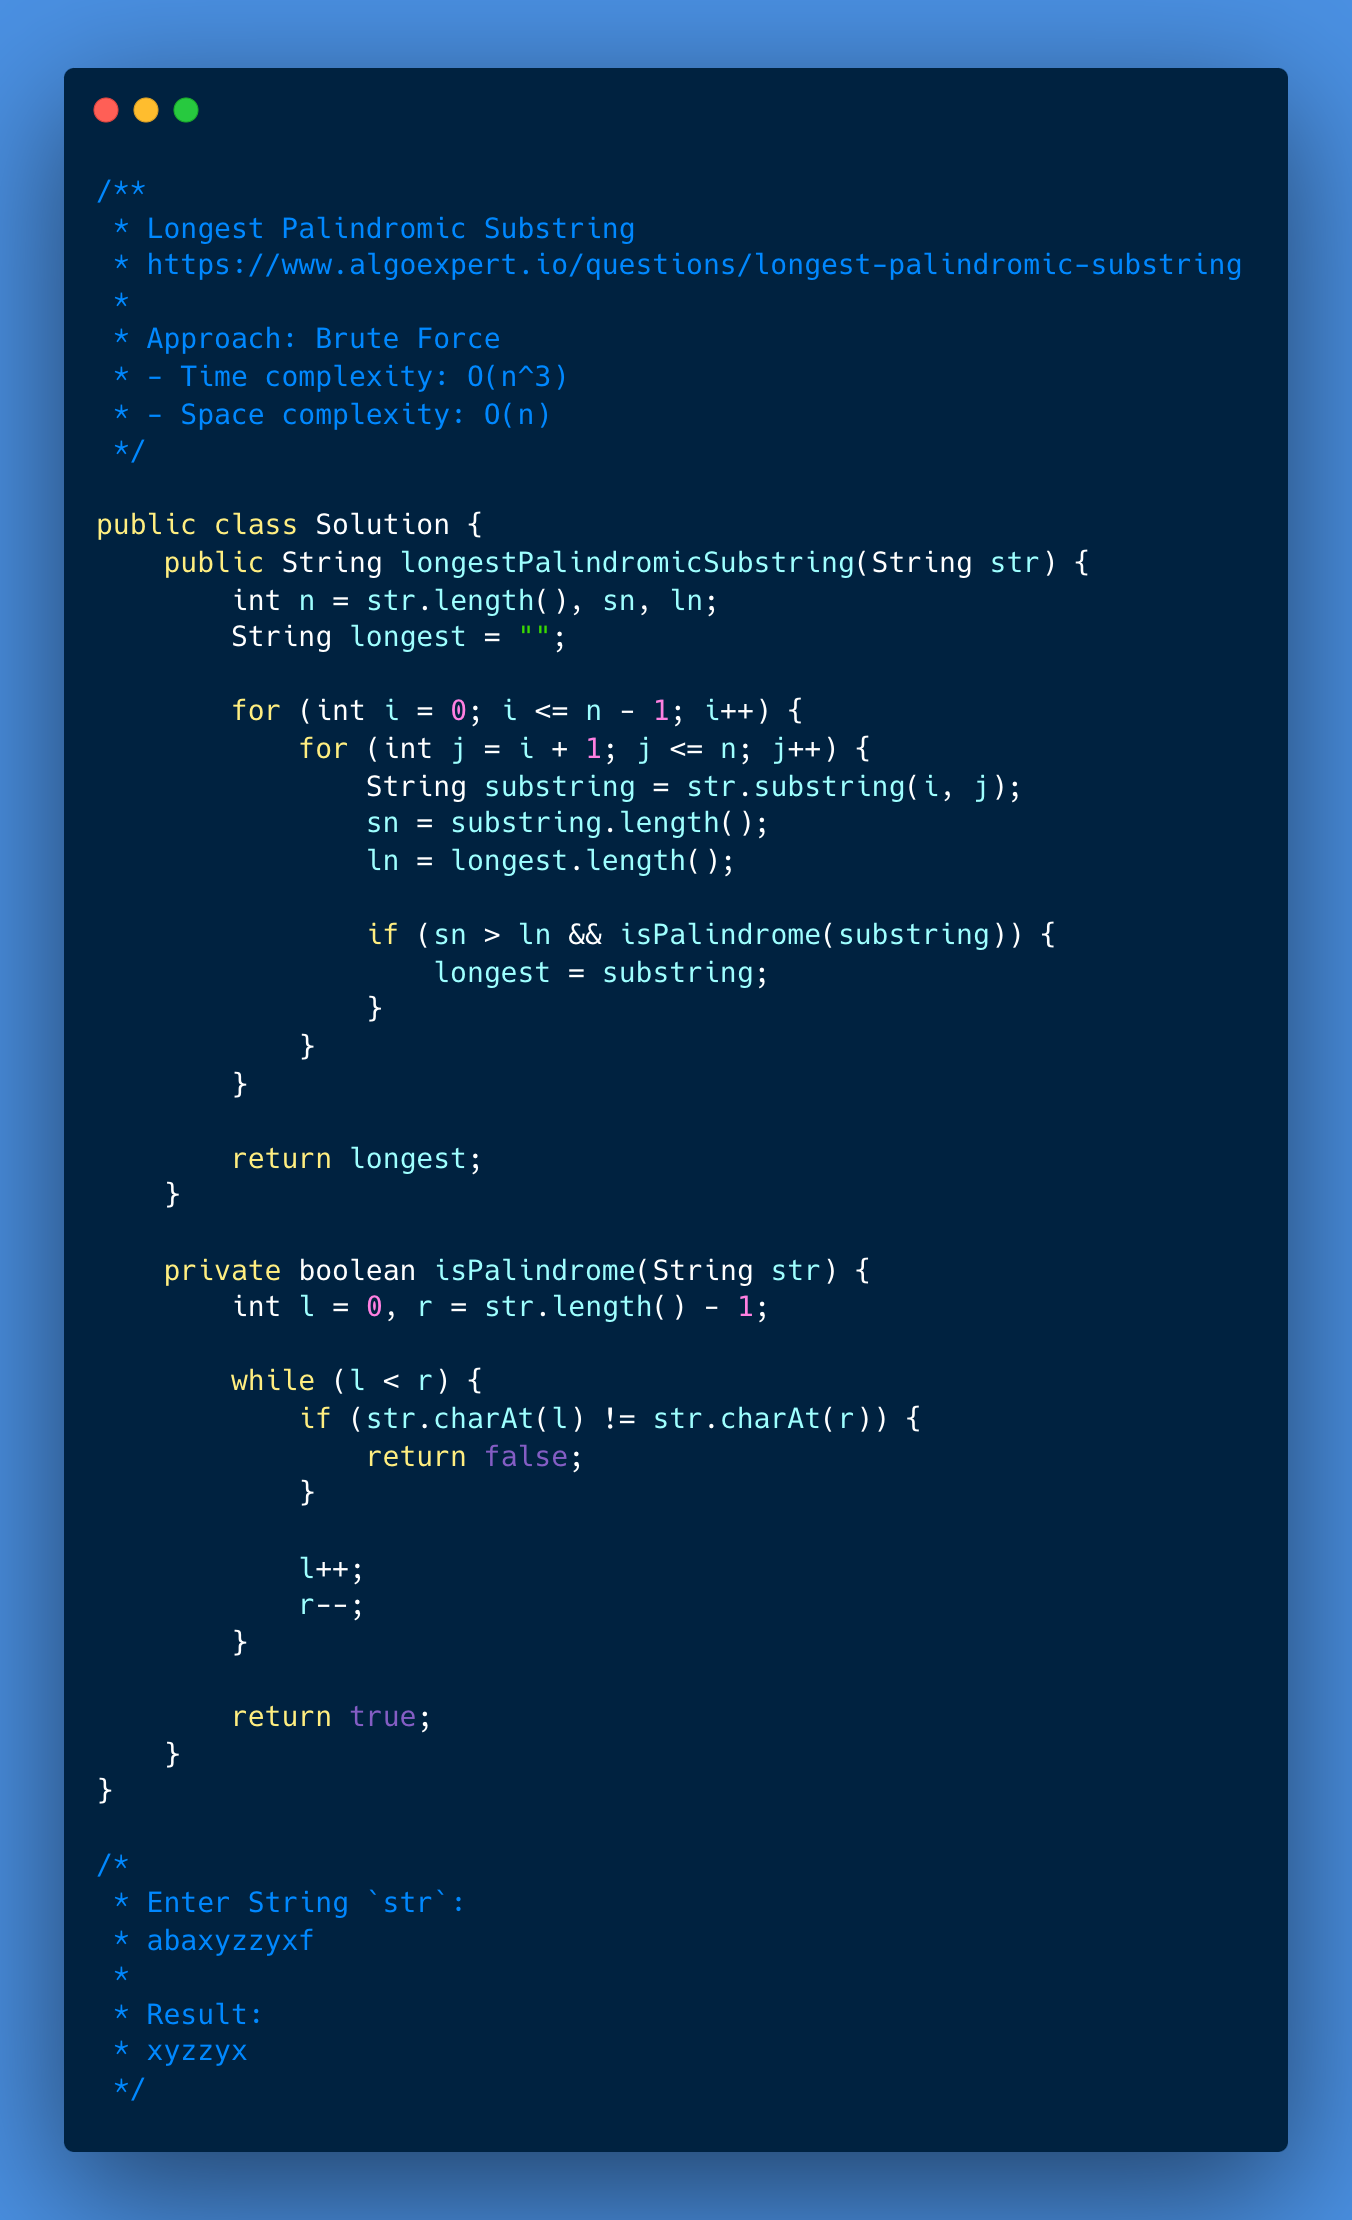 /**
 * Longest Palindromic Substring
 * https://www.algoexpert.io/questions/longest-palindromic-substring
 *
 * Approach: Brute Force
 * - Time complexity: O(n^3)
 * - Space complexity: O(n)
 */

public class Solution {
    public String longestPalindromicSubstring(String str) {
        int n = str.length(), sn, ln;
        String longest = "";

        for (int i = 0; i <= n - 1; i++) {
            for (int j = i + 1; j <= n; j++) {
                String substring = str.substring(i, j);
                sn = substring.length();
                ln = longest.length();

                if (sn > ln && isPalindrome(substring)) {
                    longest = substring;
                }
            }
        }

        return longest;
    }

    private boolean isPalindrome(String str) {
        int l = 0, r = str.length() - 1;

        while (l < r) {
            if (str.charAt(l) != str.charAt(r)) {
                return false;
            }

            l++;
            r--;
        }

        return true;
    }
}

/*
 * Enter String `str`:
 * abaxyzzyxf
 *
 * Result:
 * xyzzyx
 */